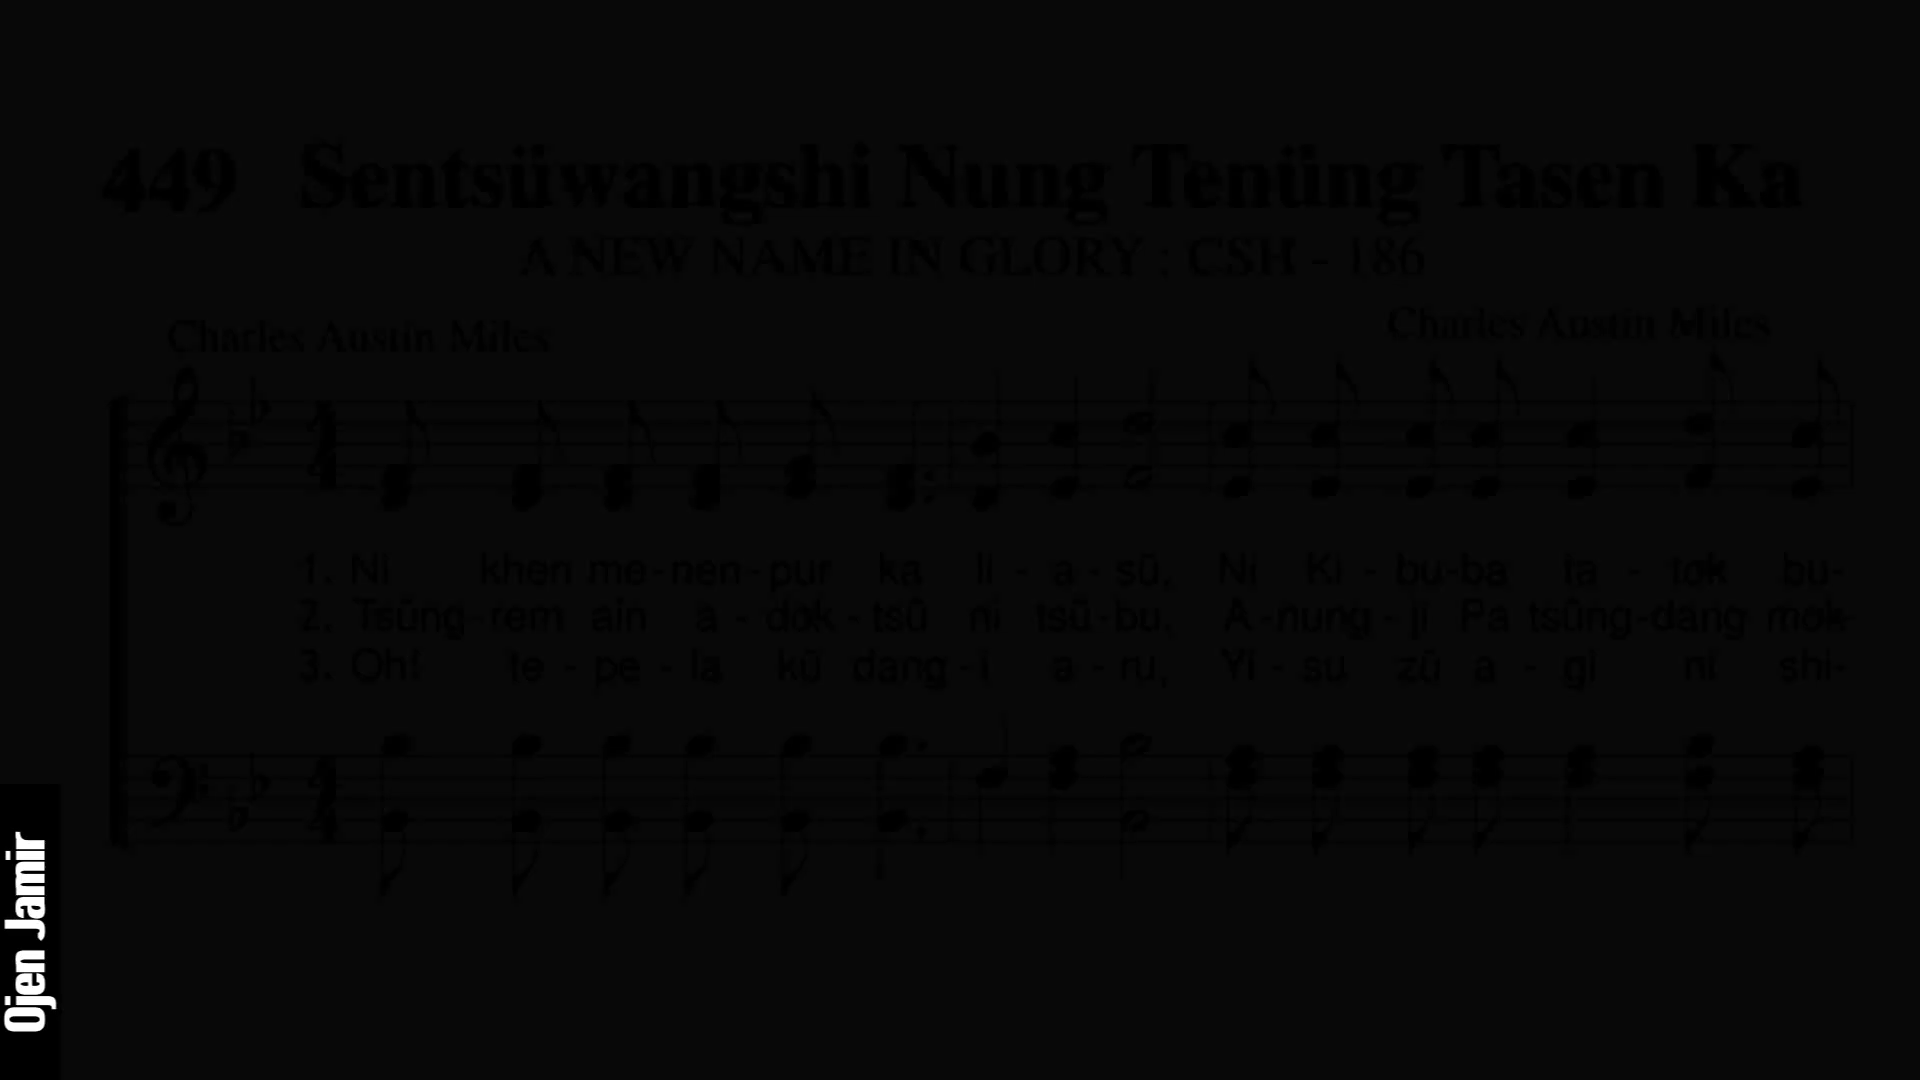 449 Sentsüwangshi Nung Tenüng Tasen Ka
A NEW NAME IN GLORY : CSH - 186
Charles Austin Miles
Charles Austin Miles
1. Ni khen me-nen-pur ka li - a - sü, Ni Ki - bu-ba ta - tok bu-
2. Tsüng-rem ain a - dok - tsü ni tsü-bu, A-nung-ji Pa tsüng-dang mok-
3. Oh! te - pe - la kü dang - i a - ru, Yi - su zü a - gi ni shi-
Ojen Jamir